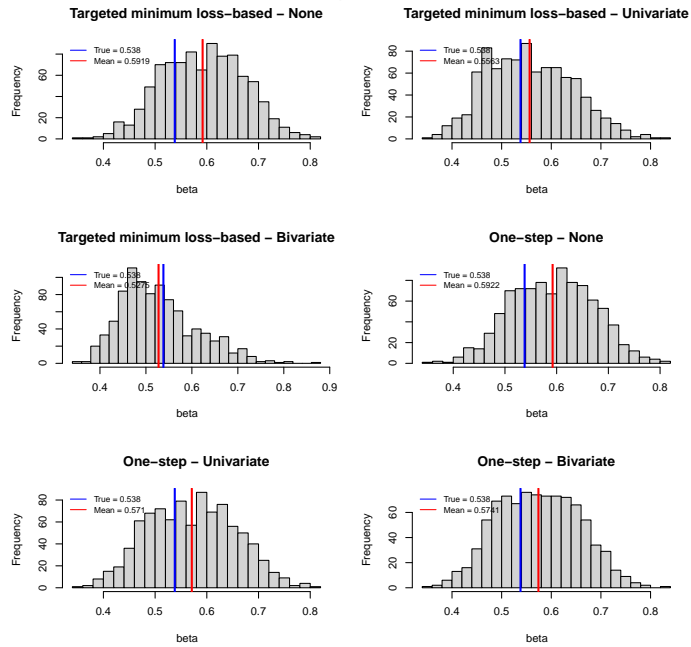 Targeted minimum loss−based − None
True = 0.538
Mean = 0.5919
Frequency
0
20
60
0.4
0.5
0.6
0.7
0.8
beta
Targeted minimum loss−based − Univariate
True = 0.538
Mean = 0.5563
Frequency
0
20
40
60
80
0.4
0.5
0.6
0.7
0.8
beta
Targeted minimum loss−based − Bivariate
True = 0.538
Mean = 0.5275
Frequency
0
40
80
0.4
0.5
0.6
0.7
0.8
0.9
beta
One−step − None
True = 0.538
Mean = 0.5922
Frequency
0
20
60
0.4
0.5
0.6
0.7
0.8
beta
One−step − Univariate
True = 0.538
Mean = 0.571
Frequency
0
20
40
60
80
0.4
0.5
0.6
0.7
0.8
beta
One−step − Bivariate
True = 0.538
Mean = 0.5741
Frequency
0
20
40
60
0.4
0.5
0.6
0.7
0.8
beta